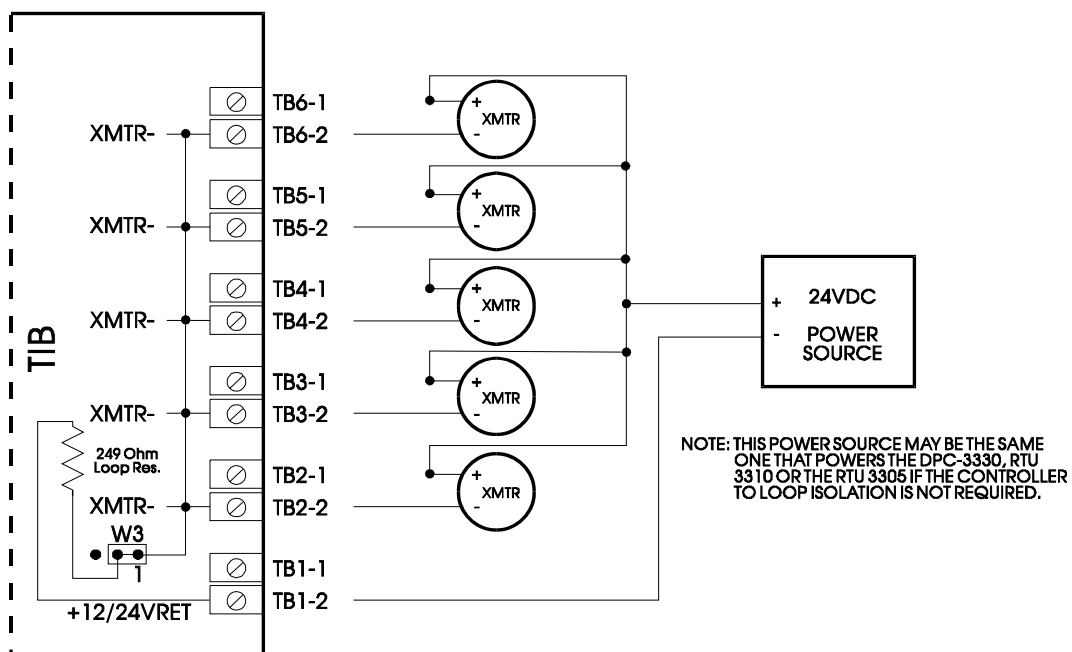 TB6-1
+
XMTR
XMTR-
TB6-2
-
TB5-1
+
XMTR
XMTR-
TB5-2
-
TB4-1
+
XMTR
XMTR-
TB4-2
-
+ 24VDC
- POWER
SOURCE
TIB
TB3-1
+
XMTR
XMTR-
TB3-2
-
249 Ohm
Loop Res.
TB2-1
+
XMTR
XMTR-
TB2-2
-
W3
1
TB1-1
+12/24VRET
TB1-2
NOTE: THIS POWER SOURCE MAY BE THE SAME
ONE THAT POWERS THE DPC-3330, RTU
3310 OR THE RTU 3305 IF THE CONTROLLER
TO LOOP ISOLATION IS NOT REQUIRED.